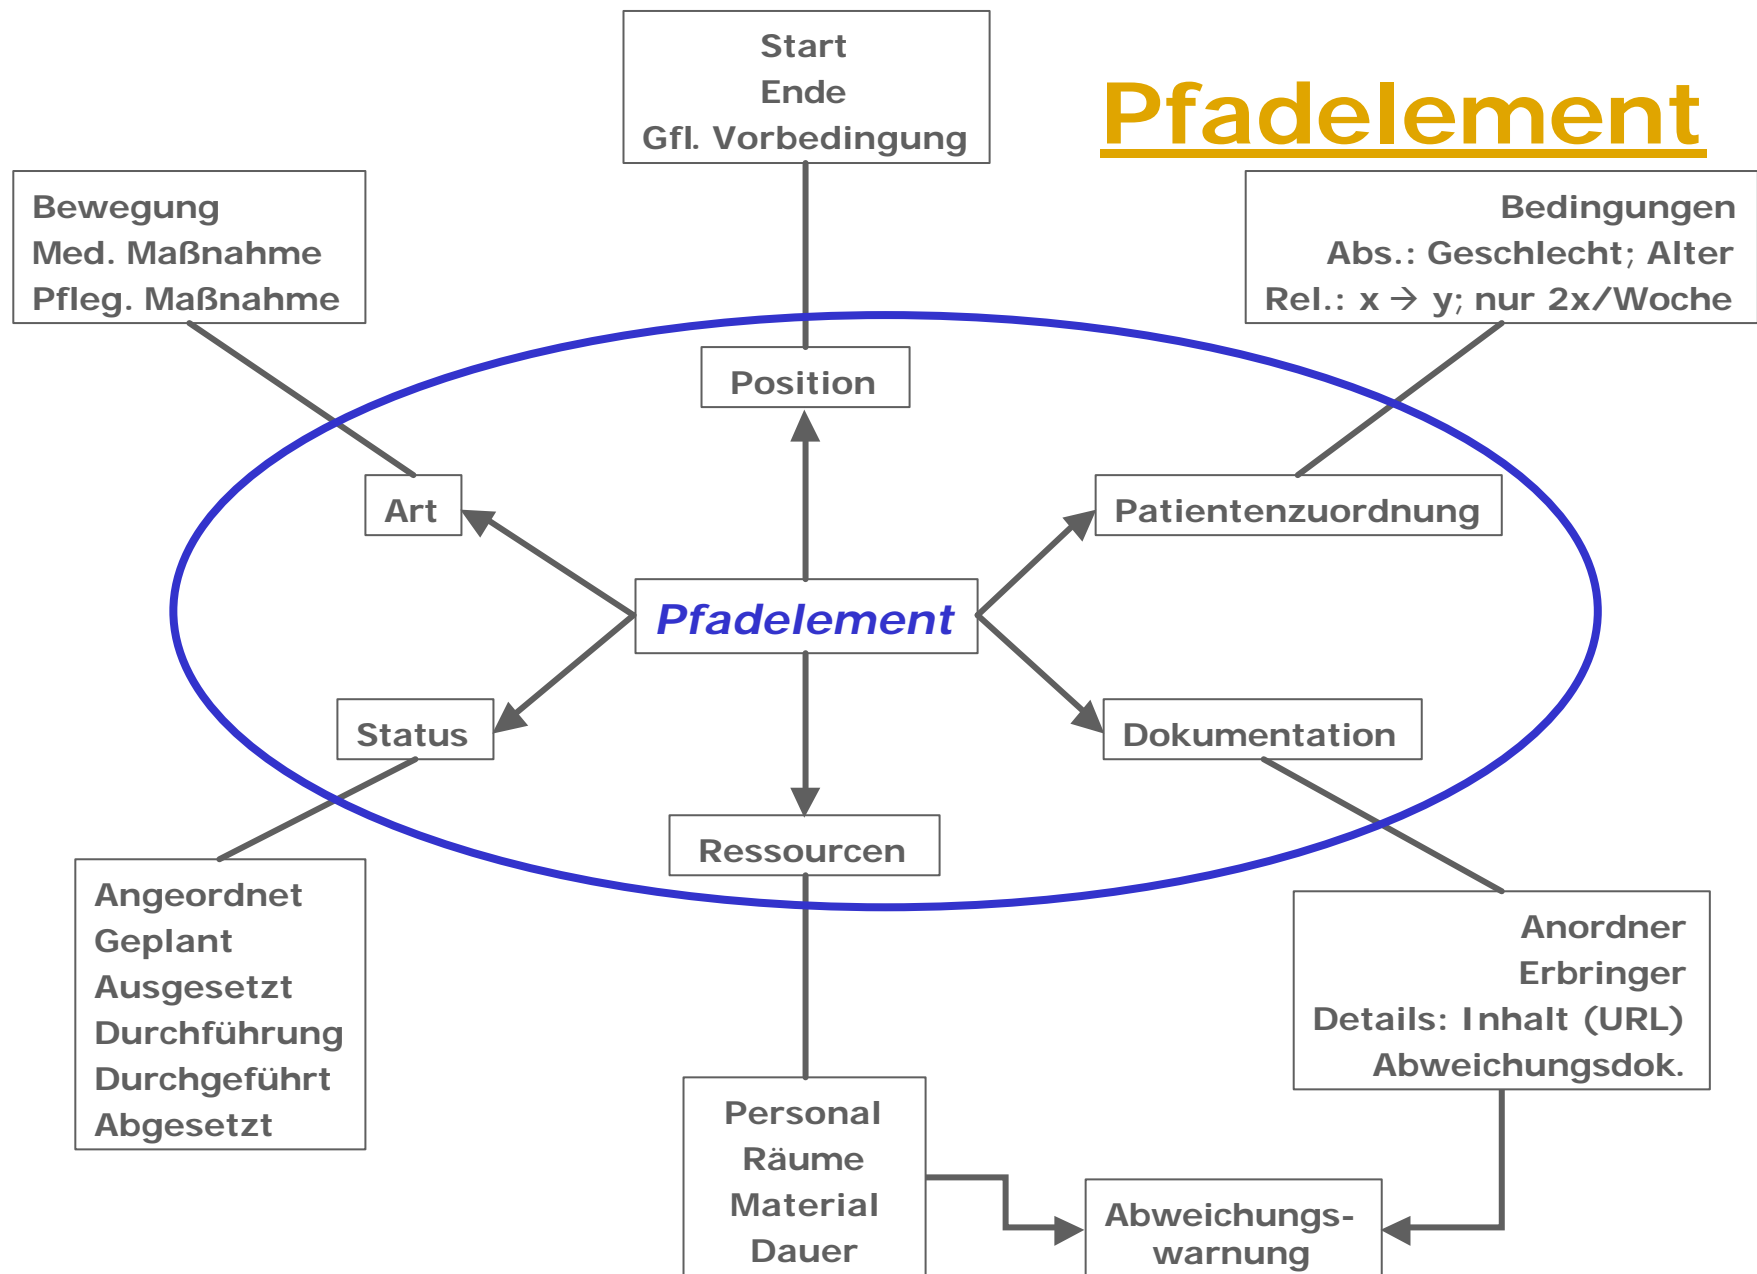 Start
Ende
Gfl. Vorbedingung
Pfadelement
Bewegung
Med. Maßnahme
Pfleg. Maßnahme
Bedingungen
Abs.: Geschlecht; Alter
Rel.: x → y; nur 2x/Woche
Position
Art
Patientenzuordnung
Pfadelement
Status
Dokumentation
Ressourcen
Angeordnet
Geplant
Ausgesetzt
Durchführung
Durchgeführt
Abgesetzt
Anordner
Erbringer
Details: Inhalt (URL)
Abweichungsdok.
Personal
Räume
Material
Dauer
Abweichungs-
warnung